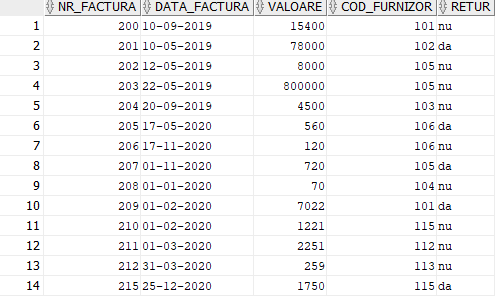 NR_FACTURA DATA_FACTURA VALOARE COD_FURNIZOR RETUR
1 200 10-09-2019 15400 101 nu
2 201 10-05-2019 78000 102 da
3 202 12-05-2019 8000 105 nu
4 203 22-05-2019 800000 105 nu
5 204 20-09-2019 4500 103 nu
6 205 17-05-2020 560 106 da
7 206 17-11-2020 120 106 nu
8 207 01-11-2020 720 105 da
9 208 01-01-2020 70 104 nu
10 209 01-02-2020 7022 101 da
11 210 01-02-2020 1221 115 nu
12 211 01-03-2020 2251 112 nu
13 212 31-03-2020 259 113 nu
14 215 25-12-2020 1750 115 da